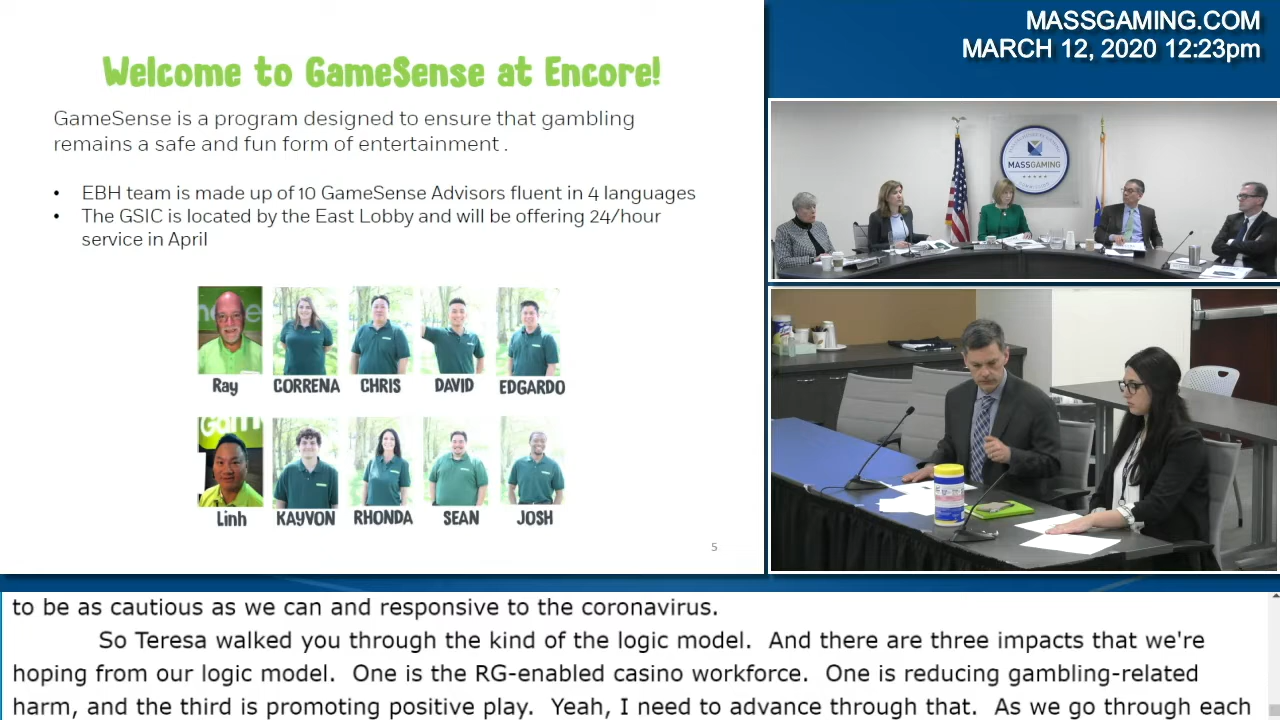 MASSGAMING.COM
MARCH 12, 2020 12:23pm
Welcome to GameSense at Encore!
GameSense is a program designed to ensure that gambling
remains a safe and fun form of entertainment .
• EBH team is made up of 10 GameSense Advisors fluent in 4 languages
• The GSIC is located by the East Lobby and will be offering 24/hour
service in April
Ray CORRENA CHRIS DAVID EDGARDO
Linh KAYVON RHONDA SEAN JOSH
5
MASSGAMING
to be as cautious as we can and responsive to the coronavirus.
So Teresa walked you through the kind of the logic model. And there are three impacts that we're
hoping from our logic model. One is the RG-enabled casino workforce. One is reducing gambling-related
harm, and the third is promoting positive play. Yeah, I need to advance through that. As we go through each